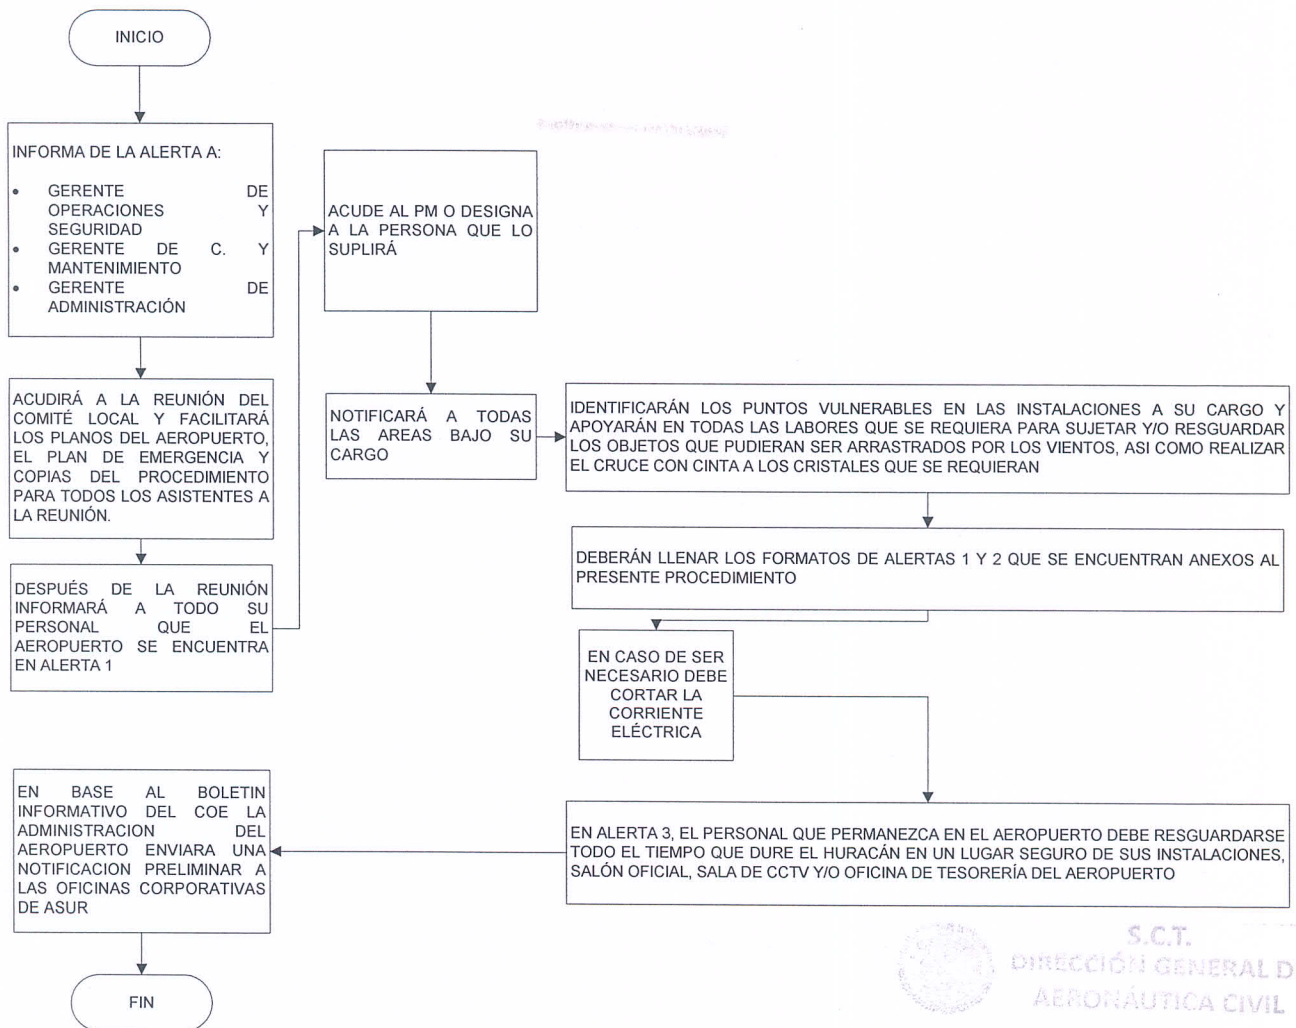 INICIO
INFORMA DE LA ALERTA A:
• GERENTE DE
OPERACIONES Y
SEGURIDAD
• GERENTE DE C. Y
MANTENIMIENTO
• GERENTE DE
ADMINISTRACIÓN
ACUDIRÁ A LA REUNIÓN DEL
COMITÉ LOCAL Y FACILITARÁ
LOS PLANOS DEL AEROPUERTO,
EL PLAN DE EMERGENCIA Y
COPIAS DEL PROCEDIMIENTO
PARA TODOS LOS ASISTENTES A
LA REUNIÓN.
DESPUÉS DE LA REUNIÓN
INFORMARÁ A TODO SU
PERSONAL QUE EL
AEROPUERTO SE ENCUENTRA
EN ALERTA 1
ACUDE AL PM O DESIGNA
A LA PERSONA QUE LO
SUPLIRÁ
NOTIFICARÁ A TODAS
LAS AREAS BAJO SU
CARGO
IDENTIFICARÁN LOS PUNTOS VULNERABLES EN LAS INSTALACIONES A SU CARGO Y
APOYARÁN EN TODAS LAS LABORES QUE SE REQUIERA PARA SUJETAR Y/O RESGUARDAR
LOS OBJETOS QUE PUDIERAN SER ARRASTRADOS POR LOS VIENTOS, ASI COMO REALIZAR
EL CRUCE CON CINTA A LOS CRISTALES QUE SE REQUIERAN
DEBERÁN LLENAR LOS FORMATOS DE ALERTAS 1 Y 2 QUE SE ENCUENTRAN ANEXOS AL
PRESENTE PROCEDIMIENTO
EN CASO DE SER
NECESARIO DEBE
CORTAR LA
CORRIENTE
ELÉCTRICA
EN ALERTA 3, EL PERSONAL QUE PERMANEZCA EN EL AEROPUERTO DEBE RESGUARDARSE
TODO EL TIEMPO QUE DURE EL HURACÁN EN UN LUGAR SEGURO DE SUS INSTALACIONES,
SALÓN OFICIAL, SALA DE CCTV Y/O OFICINA DE TESORERÍA DEL AEROPUERTO
EN BASE AL BOLETIN
INFORMATIVO DEL COE LA
ADMINISTRACION DEL
AEROPUERTO ENVIARA UNA
NOTIFICACION PRELIMINAR A
LAS OFICINAS CORPORATIVAS
DE ASUR
FIN
S.C.T.
DIRECCIÓN GENERAL D
AERONÁUTICA CIVIL